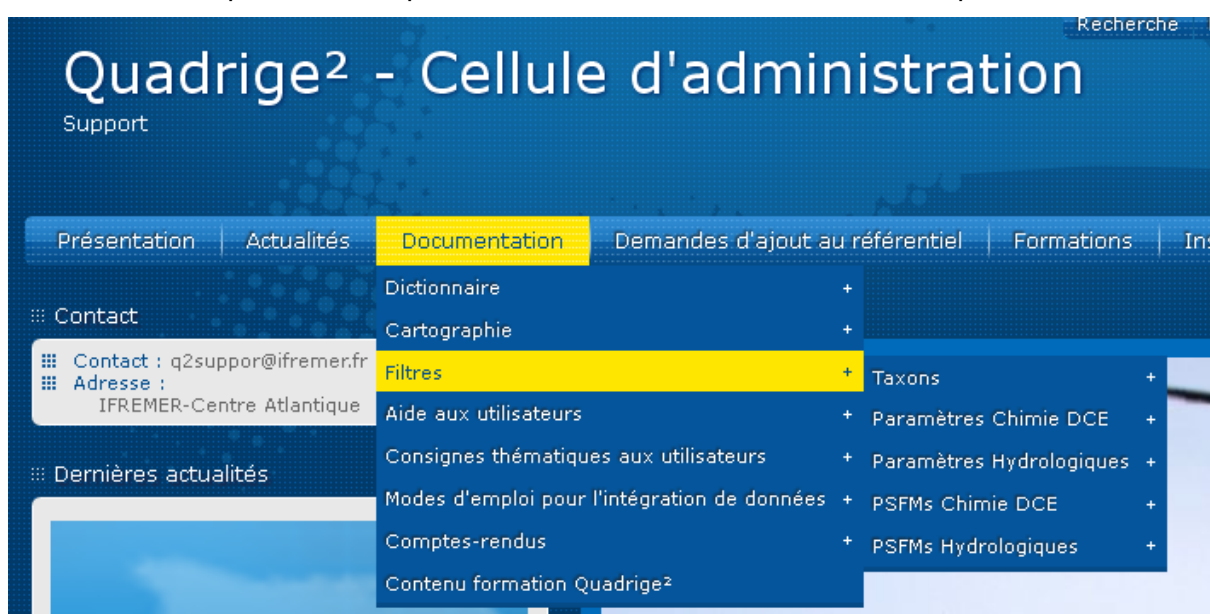 Recherche
Quadrige² - Cellule d'administration
Support
Présentation
Actualités
Documentation
Demandes d'ajout au référentiel
Formations
Contact
Contact : q2suppor@ifremer.fr
Adresse :
IFREMER-Centre Atlantique
Dernières actualités
Dictionnaire +
Cartographie +
Filtres +
Aide aux utilisateurs +
Consignes thématiques aux utilisateurs +
Modes d'emploi pour l'intégration de données +
Comptes-rendus +
Contenu formation Quadrige²
Taxons +
Paramètres Chimie DCE +
Paramètres Hydrologiques +
PSFMs Chimie DCE +
PSFMs Hydrologiques +